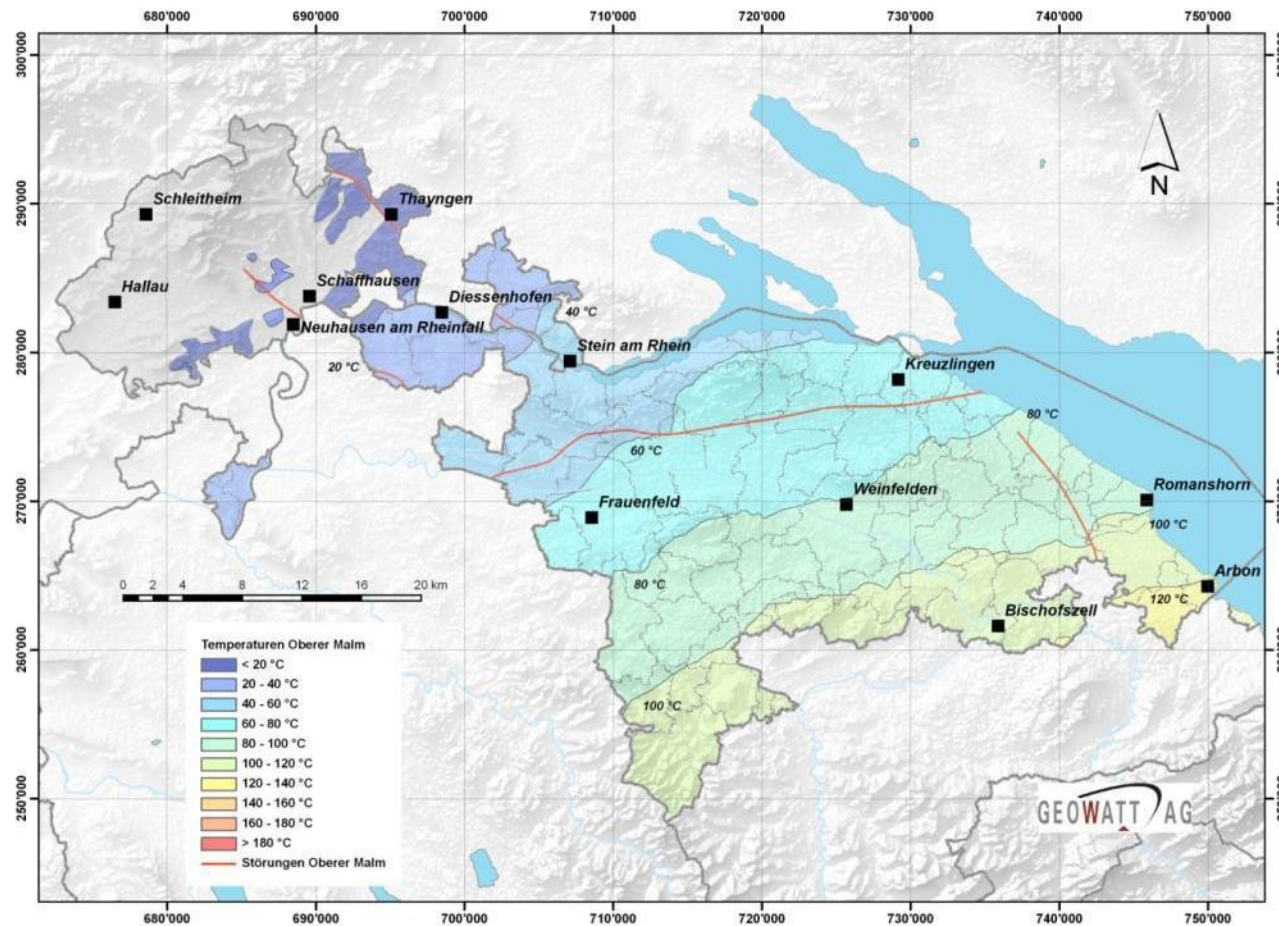 680'000 690'000 700'000 710'000 720'000 730'000 740'000 750'000
300'000
290'000
280'000
270'000
260'000
250'000
N
Schleitheim
Thayngen
Hallau
Schaffhausen
Diessenhofen
Neuhausen am Rheinfall
40 °C
Stein am Rhein
20 °C
Kreuzlingen
80 °C
60 °C
Frauenfeld
Weinfelden
Romanshorn
100 °C
80 °C
Arbon
120 °C
Bischofszell
100 °C
0 2 4 8 12 16 20 km
Temperaturen Oberer Malm
< 20 °C
20 - 40 °C
40 - 60 °C
60 - 80 °C
80 - 100 °C
100 - 120 °C
120 - 140 °C
140 - 160 °C
160 - 180 °C
> 180 °C
Störungen Oberer Malm
GEOWATT AG
680'000 690'000 700'000 710'000 720'000 730'000 740'000 750'000